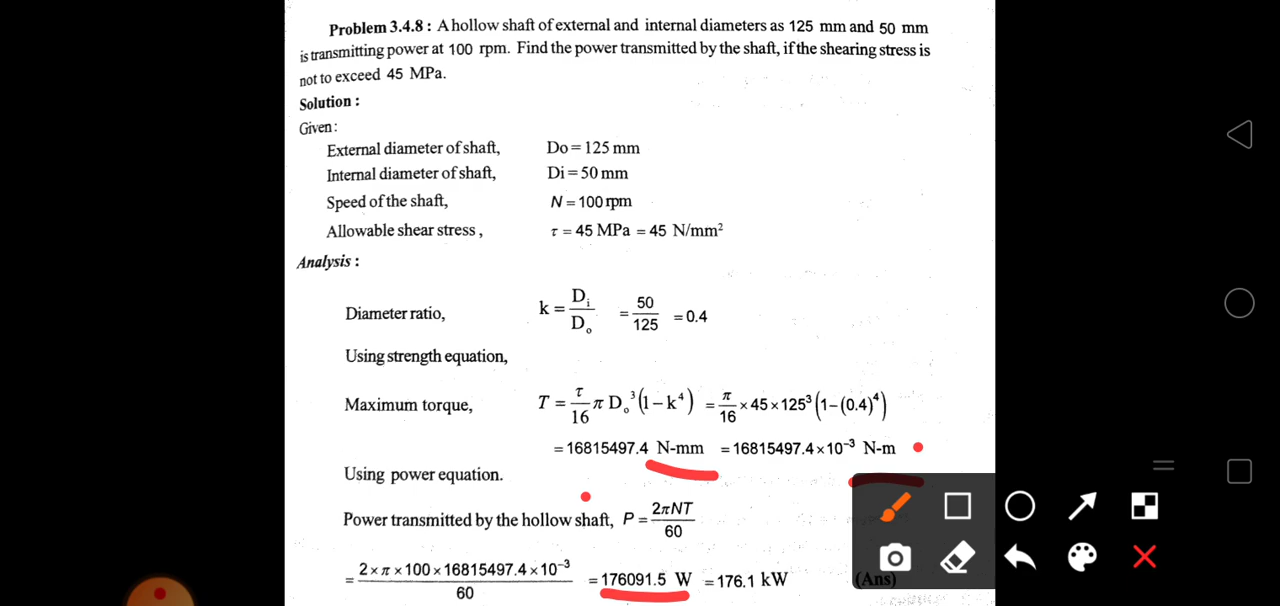 Problem 3.4.8 : A hollow shaft of external and internal diameters as 125 mm and 50 mm
is transmitting power at 100 rpm. Find the power transmitted by the shaft, if the shearing stress is
not to exceed 45 MPa.
Solution :
Given :
External diameter of shaft, Do = 125 mm
Internal diameter of shaft, Di = 50 mm
Speed of the shaft, N = 100 rpm
Allowable shear stress , τ = 45 MPa = 45 N/mm²
Analysis :
Diameter ratio, k = Dᵢ/Dₒ = 50/125 = 0.4
Using strength equation,
Maximum torque, T = τ/16 π Dₒ³ (1 – k⁴) = π/16 × 45 × 125³ (1 – (0.4)⁴)
= 16815497.4 N-mm = 16815497.4 × 10⁻³ N-m
Using power equation.
Power transmitted by the hollow shaft, P = 2πNT/60
= 2 × π × 100 × 16815497.4 × 10⁻³/60 = 176091.5 W = 176.1 kW (Ans)